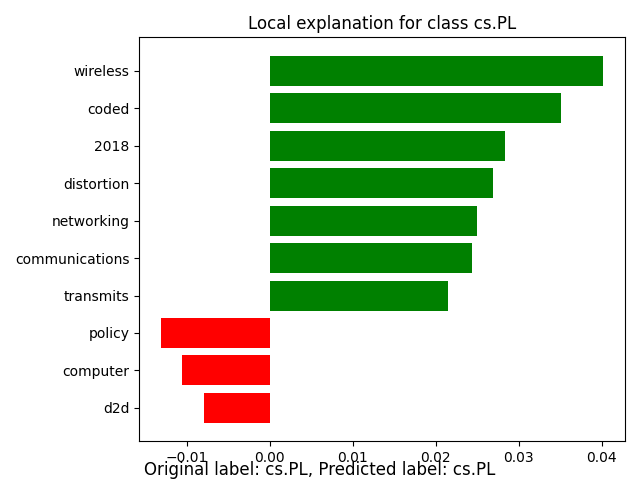 Local explanation for class cs.PL
wireless
coded
2018
distortion
networking
communications
transmits
policy
computer
d2d
−0.01 0.00 0.01 0.02 0.03 0.04
Original label: cs.PL, Predicted label: cs.PL